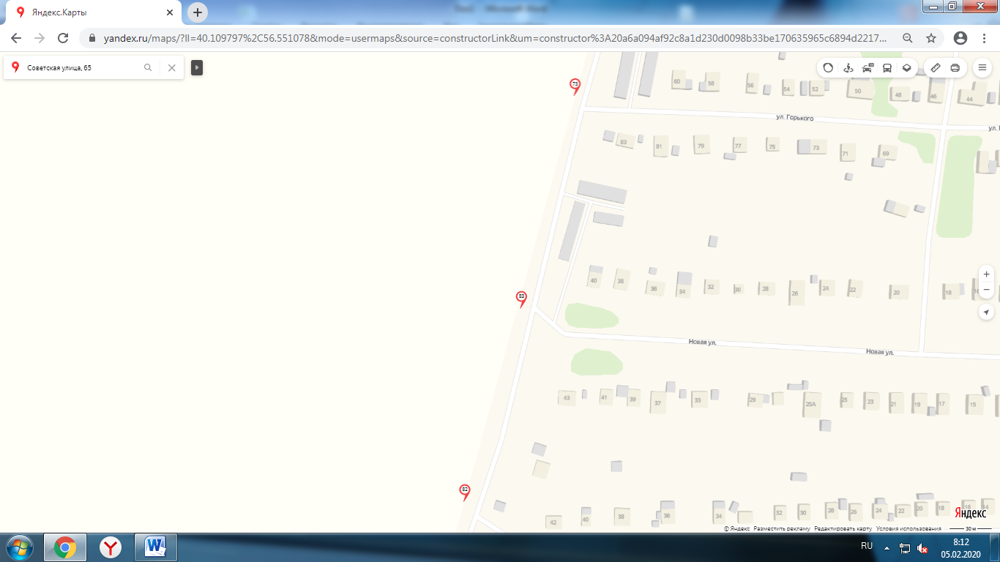 Яндекс.Карты
yandex.ru/maps/?ll=40.109797%2C56.551078&mode=usermaps&source=constructorLink&um=constructor%3A20a6a094af92c8a1d230d0098b33be170635965c6894d2217...
Советская улица, 65
73
60 58 56 54 52 50 48 46 44
ул. Горького
83 81 79 77 75 73 71 69
40 38 36 34 32 30 28 26 24 22 20 18
83
Новая ул. Новая ул.
43 41 39 37 33 29 25А 25 23 21 19 17 15
82
42 40 38 36 34 32 30 28 26 24 22 20 18 16 14
Яндекс
© Яндекс Разместить рекламу Редактировать карту Условия использования 30 м
RU
8:12
05.02.2020